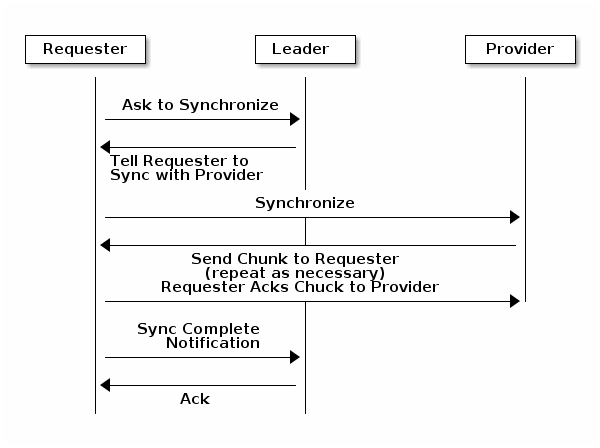 Requester
Leader
Provider
Ask to Synchronize
Tell Requester to
Sync with Provider
Synchronize
Send Chunk to Requester
(repeat as necessary)
Requester Acks Chuck to Provider
Sync Complete
Notification
Ack